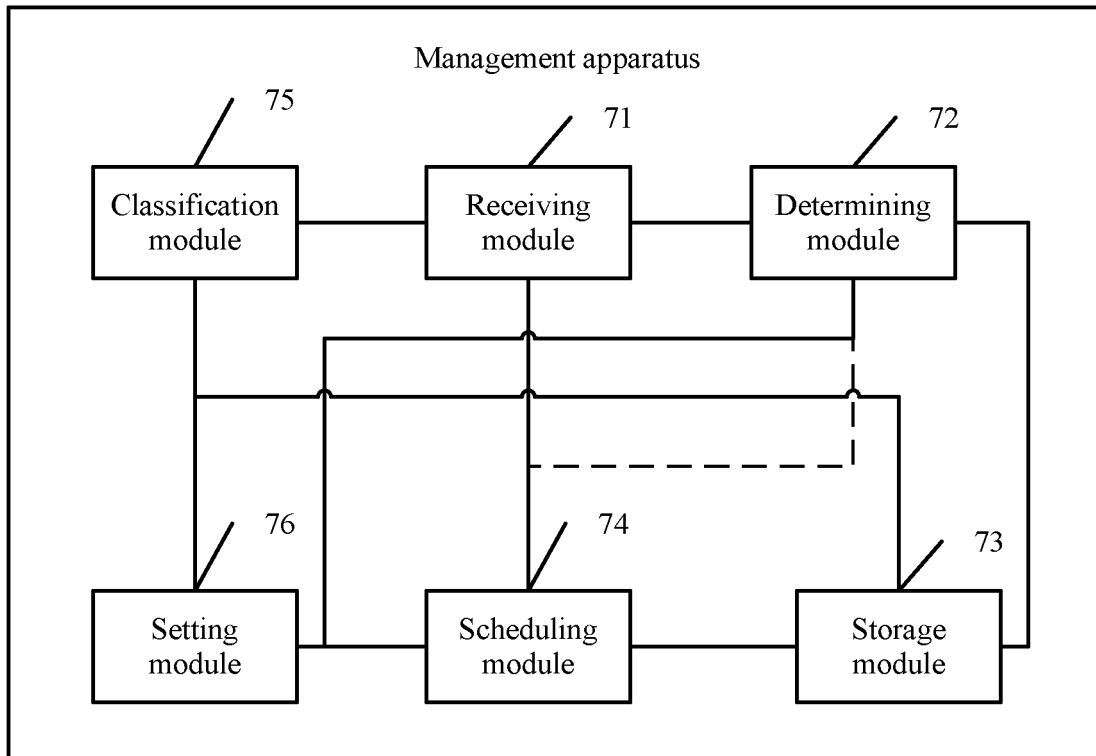 Management apparatus
75
71
72
Classification
module
Receiving
module
Determining
module
76
74
73
Setting
module
Scheduling
module
Storage
module